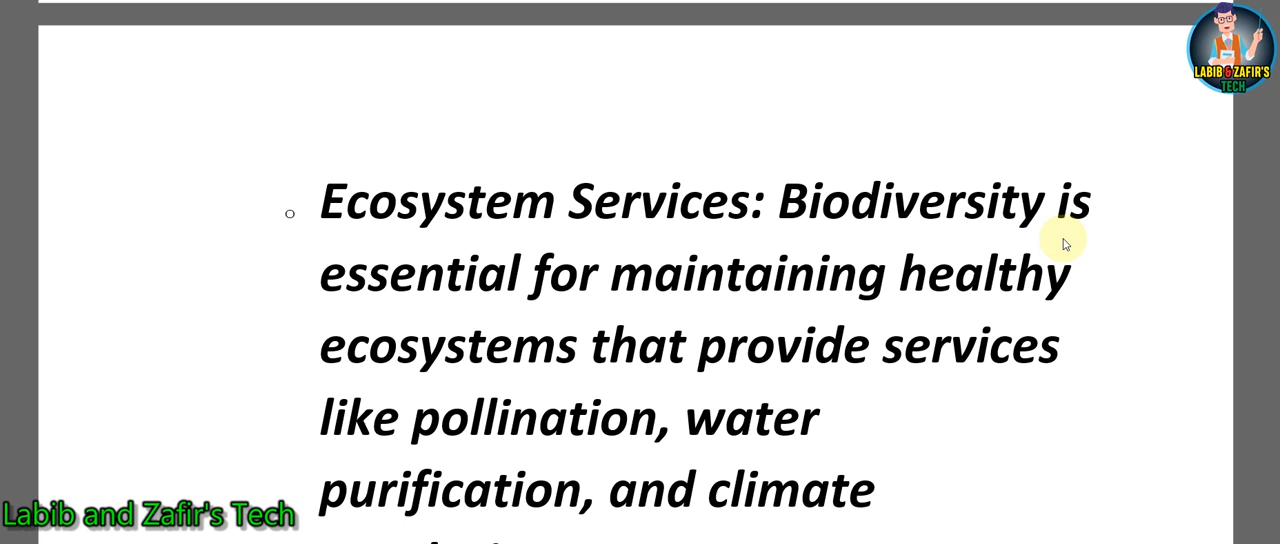 LABIB & ZAFIR'S
TECH
Ecosystem Services: Biodiversity is
essential for maintaining healthy
ecosystems that provide services
like pollination, water
purification, and climate
Labib and Zafir's Tech